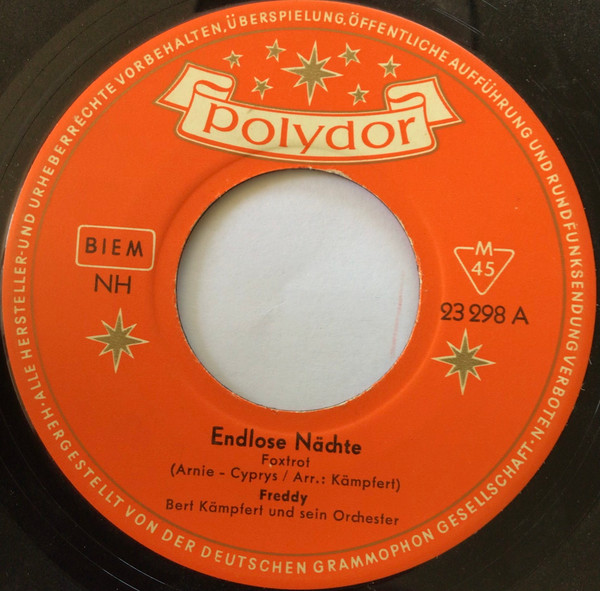 ·ALLE HERSTELLER- UND URHEBERRECHTE VORBEHALTEN, ÜBERSPIELUNG, ÖFFENTLICHE AUFFÜHRUNG UND RUNDFUNKSENDUNG VERBOTEN·
polydor
BIEM
NH
M
45
23 298 A
Endlose Nächte
Foxtrot
(Arnie - Cyprys / Arr.: Kämpfert)
Freddy
Bert Kämpfert und sein Orchester
HERGESTELLT VON DER DEUTSCHEN GRAMMOPHON GESELLSCHAFT·